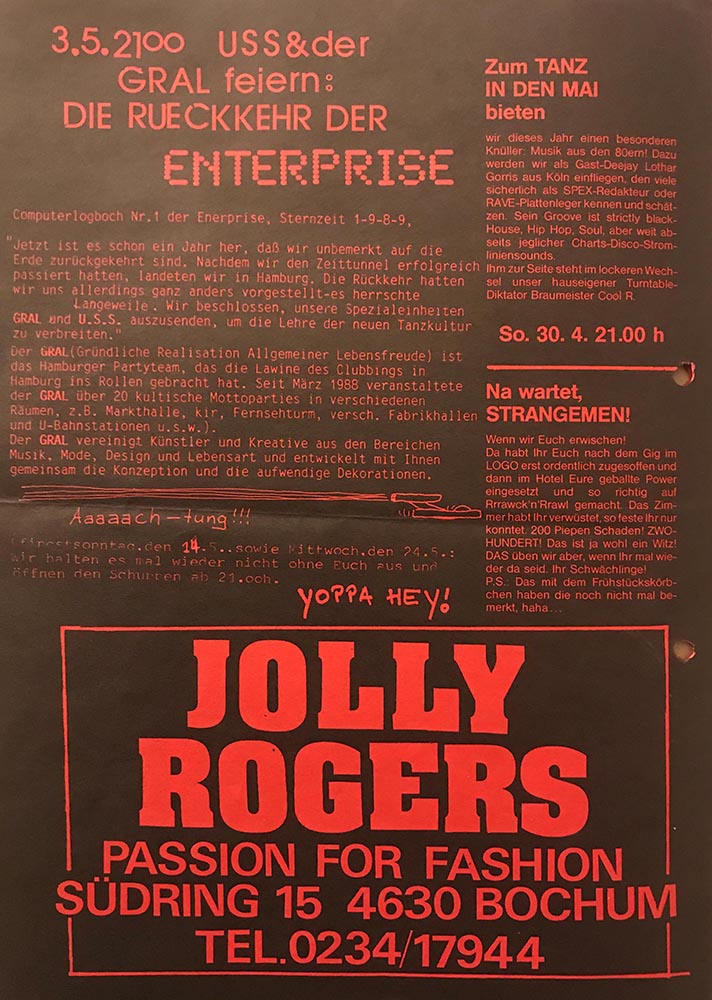 3.5.21⁰⁰ USS&der
GRAL feiern:
DIE RUECKKEHR DER
ENTERPRISE
Computerlogboch Nr.1 der Enerprise, Sternzeit 1-9-8-9,
"Jetzt ist es schon ein Jahr her, daß wir unbemerkt auf die
Erde zurückgekehrt sind. Nachdem wir den Zeittunnel erfolgreich
passiert hatten, landeten wir in Hamburg. Die Rückkehr hatten
wir uns allerdings ganz anders vorgestellt-es herrschte
Langeweile. Wir beschlossen, unsere Spezialeinheiten
GRAL und U.S.S. auszusenden, um die Lehre der neuen Tanzkultur
zu verbreiten."
Der GRAL(Gründliche Realisation Allgemeiner Lebensfreude) ist
das Hamburger Partyteam, das die Lawine des Clubbings in
Hamburg ins Rollen gebracht hat. Seit März 1988 veranstaltete
der GRAL über 20 kultische Mottoparties in verschiedenen
Räumen, z.B. Markthalle, kir, Fernsehturm, versch. Fabrikhallen
und U-Bahnstationen u.s.w.).
Der GRAL vereinigt Künstler und Kreative aus den Bereichen
Musik, Mode, Design und Lebensart und entwickelt mit Ihnen
gemeinsam die Konzeption und die aufwendige Dekorationen.
Aaaaach-tung!!!
Pfingstsonntag,den 14.5..sowie Mittwoch,den 24.5.:
Wir halten es mal wieder nicht ohne Euch aus und
öffnen den Schuppen ab 21.ooh.
YOPPA HEY!
Zum TANZ
IN DEN MAI
bieten
wir dieses Jahr einen besonderen
Knüller: Musik aus den 80ern! Dazu
werden wir als Gast-Deejay Lothar
Gorris aus Köln einfliegen, den viele
sicherlich als SPEX-Redakteur oder
RAVE-Plattenleger kennen und schät-
zen. Sein Groove ist strictly black-
House, Hip Hop, Soul, aber weit ab-
seits jeglicher Charts-Disco-Strom-
liniensounds.
Ihm zur Seite steht im lockeren Wech-
sel unser hauseigener Turntable-
Diktator Braumeister Cool R.
So. 30. 4. 21.00 h
Na wartet,
STRANGEMEN!
Wenn wir Euch erwischen!
Da habt Ihr Euch nach dem Gig im
LOGO erst ordentlich zugesoffen und
dann im Hotel Eure geballte Power
eingesetzt und so richtig auf
Rrrawck'n'Rrawl gemacht. Das Zim-
mer habt Ihr verwüstet, so feste Ihr nur
konntet. 200 Piepen Schaden! ZWO-
HUNDERT! Das ist ja wohl ein Witz!
DAS üben wir aber, wenn Ihr mal wie-
der da seid. Ihr Schwächlinge!
P.S.: Das mit dem Frühstückskörb-
chen haben die noch nicht mal be-
merkt, haha...
JOLLY
ROGERS
PASSION FOR FASHION
SÜDRING 15 4630 BOCHUM
TEL.0234/17944